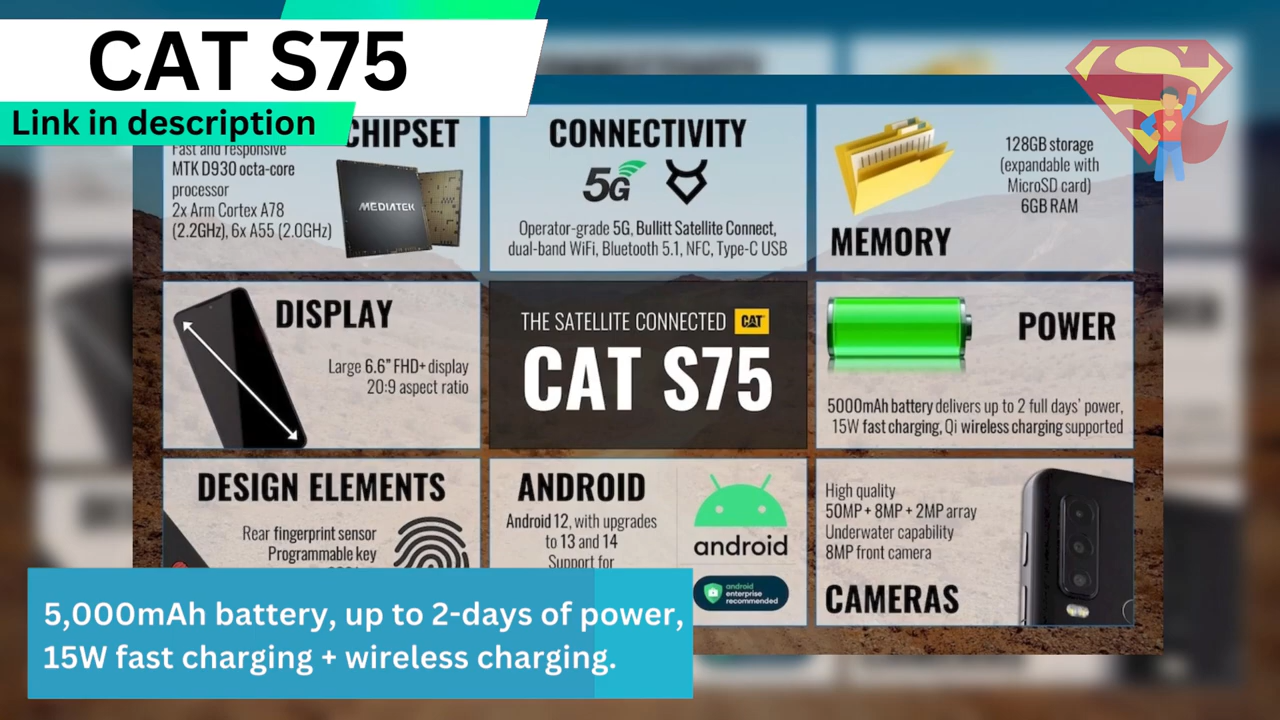 CAT S75
Link in description
CHIPSET
Fast and responsive
MTK D930 octa-core
processor
2x Arm Cortex A78
(2.2GHz), 6x A55 (2.0GHz)
MEDIATEK
CONNECTIVITY
5G
Operator-grade 5G, Bullitt Satellite Connect,
dual-band WiFi, Bluetooth 5.1, NFC, Type-C USB
128GB storage
(expandable with
MicroSD card)
6GB RAM
MEMORY
DISPLAY
Large 6.6" FHD+ display
20:9 aspect ratio
THE SATELLITE CONNECTED CAT
CAT S75
POWER
5000mAh battery delivers up to 2 full days' power,
15W fast charging, Qi wireless charging supported
DESIGN ELEMENTS
Rear fingerprint sensor
Programmable key
ANDROID
Android 12, with upgrades
to 13 and 14
Support for
android
android
enterprise
recommended
High quality
50MP + 8MP + 2MP array
Underwater capability
8MP front camera
CAMERAS
5,000mAh battery, up to 2-days of power,
15W fast charging + wireless charging.